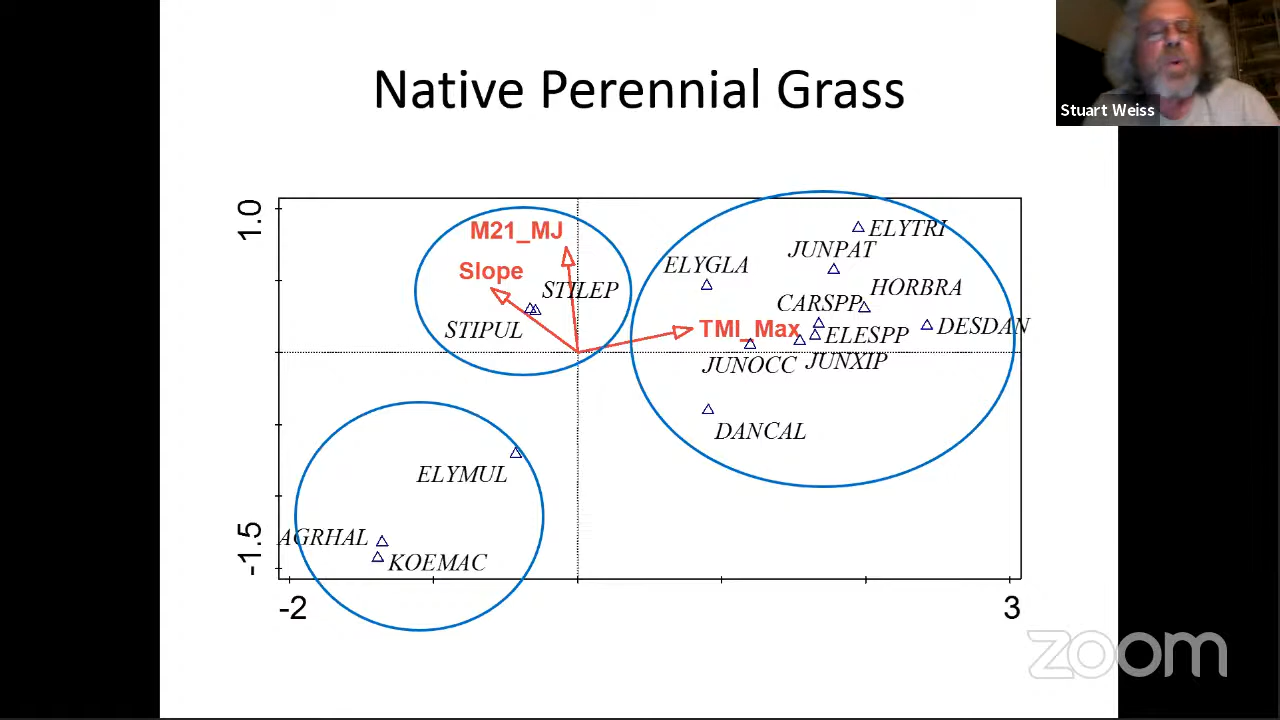 Native Perennial Grass
Stuart Weiss
1.0
M21_MJ
Slope
STILEP
STIPUL
ELYTRI
JUNPAT
ELYGLA
HORBRA
CARSPP
TMI_Max
ELESPP
DESDAN
JUNOCC
JUNXIP
DANCAL
ELYMUL
AGRHAL
KOEMAC
-1.5
-2
3
zoom